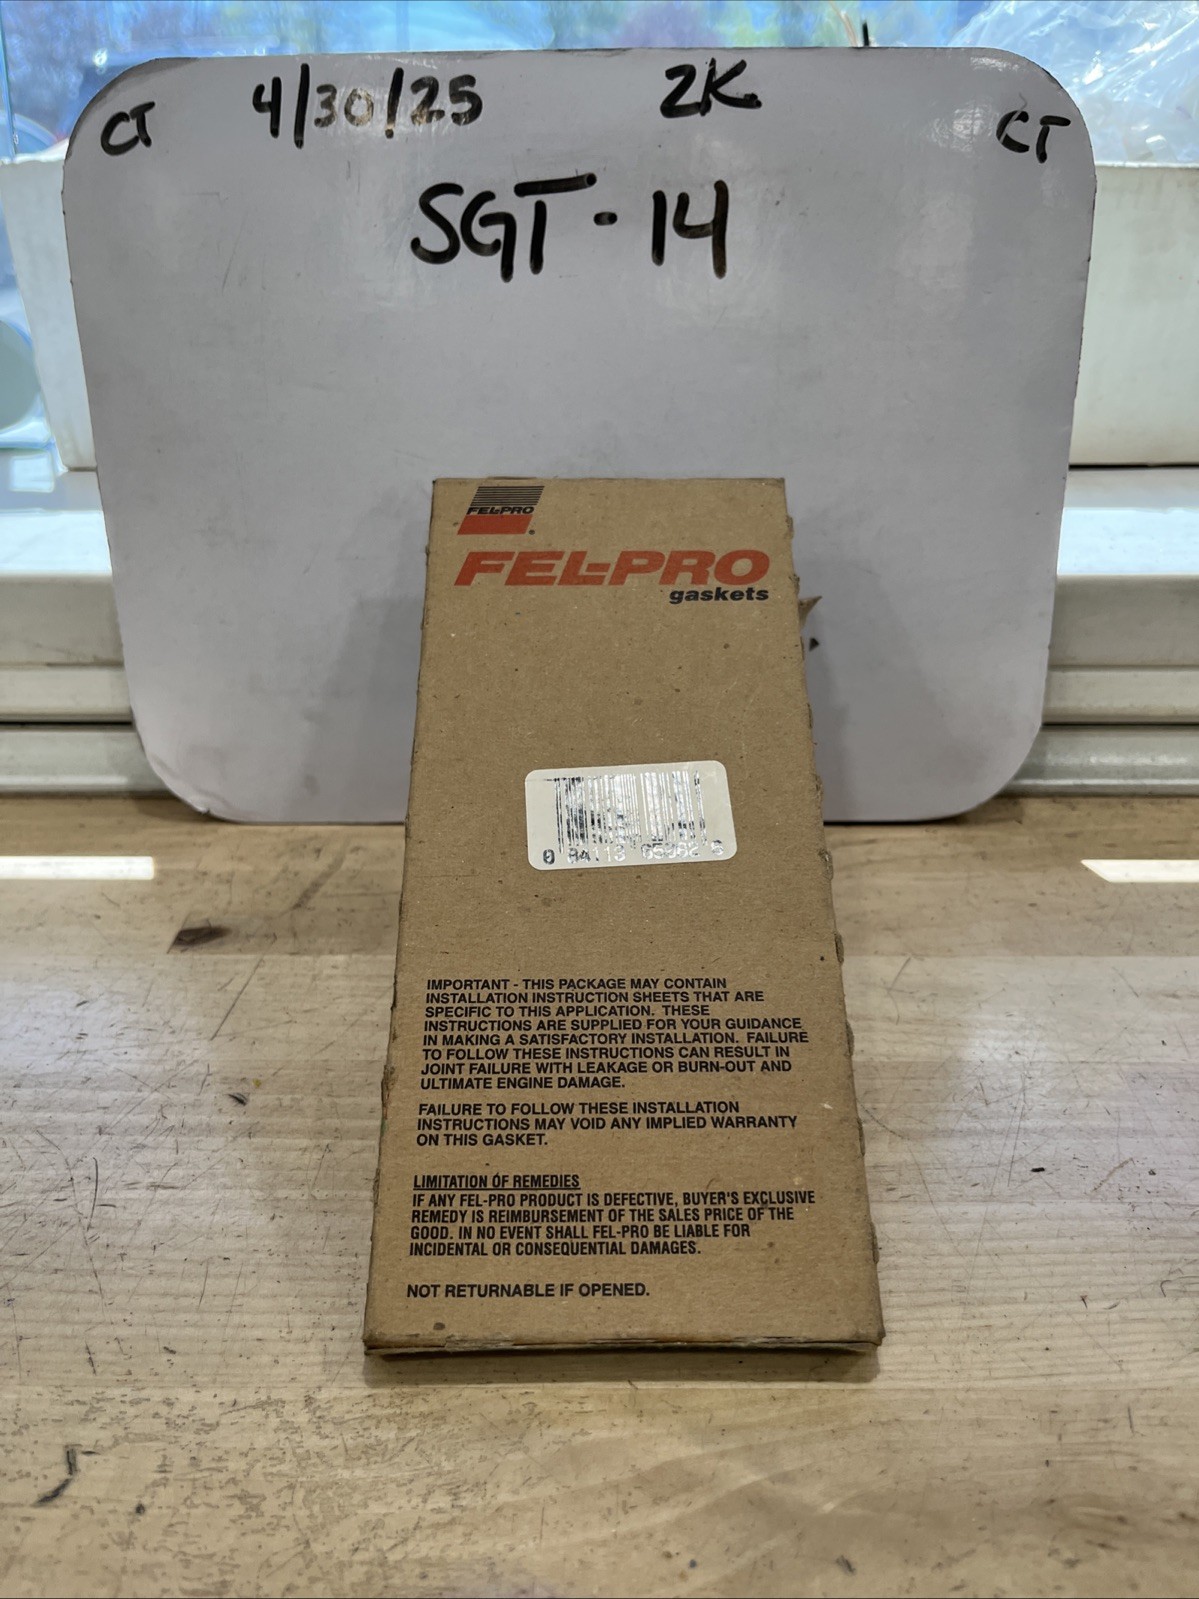 CT 4/30/25 2K CT
SGT-14
FEL-PRO
FEL-PRO
gaskets
IMPORTANT - THIS PACKAGE MAY CONTAIN
INSTALLATION INSTRUCTION SHEETS THAT ARE
SPECIFIC TO THIS APPLICATION. THESE
INSTRUCTIONS ARE SUPPLIED FOR YOUR GUIDANCE
IN MAKING A SATISFACTORY INSTALLATION. FAILURE
TO FOLLOW THESE INSTRUCTIONS CAN RESULT IN
JOINT FAILURE WITH LEAKAGE OR BURN-OUT AND
ULTIMATE ENGINE DAMAGE.
FAILURE TO FOLLOW THESE INSTALLATION
INSTRUCTIONS MAY VOID ANY IMPLIED WARRANTY
ON THIS GASKET.
LIMITATION OF REMEDIES
IF ANY FEL-PRO PRODUCT IS DEFECTIVE, BUYER'S EXCLUSIVE
REMEDY IS REIMBURSEMENT OF THE SALES PRICE OF THE
GOOD. IN NO EVENT SHALL FEL-PRO BE LIABLE FOR
INCIDENTAL OR CONSEQUENTIAL DAMAGES.
NOT RETURNABLE IF OPENED.